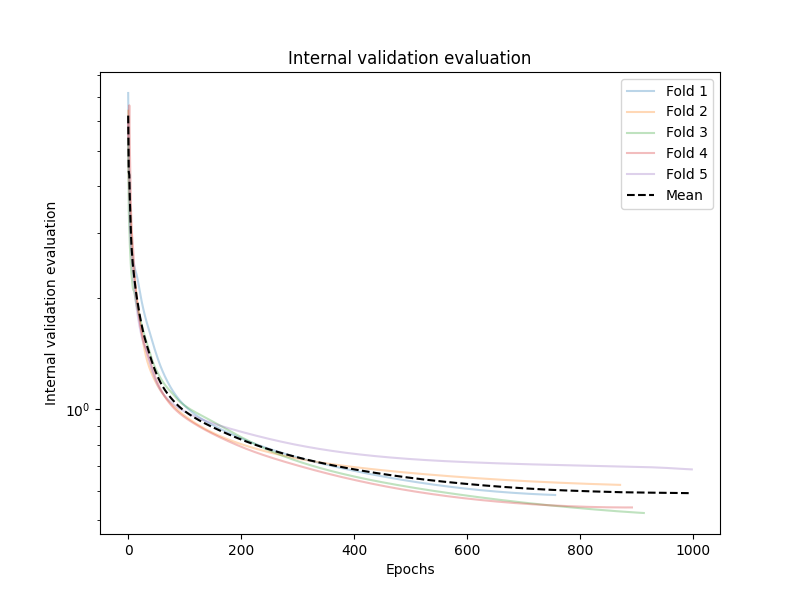 Internal validation evaluation
Fold 1
Fold 2
Fold 3
Fold 4
Fold 5
Mean
Internal validation evaluation
10⁰
0 200 400 600 800 1000
Epochs